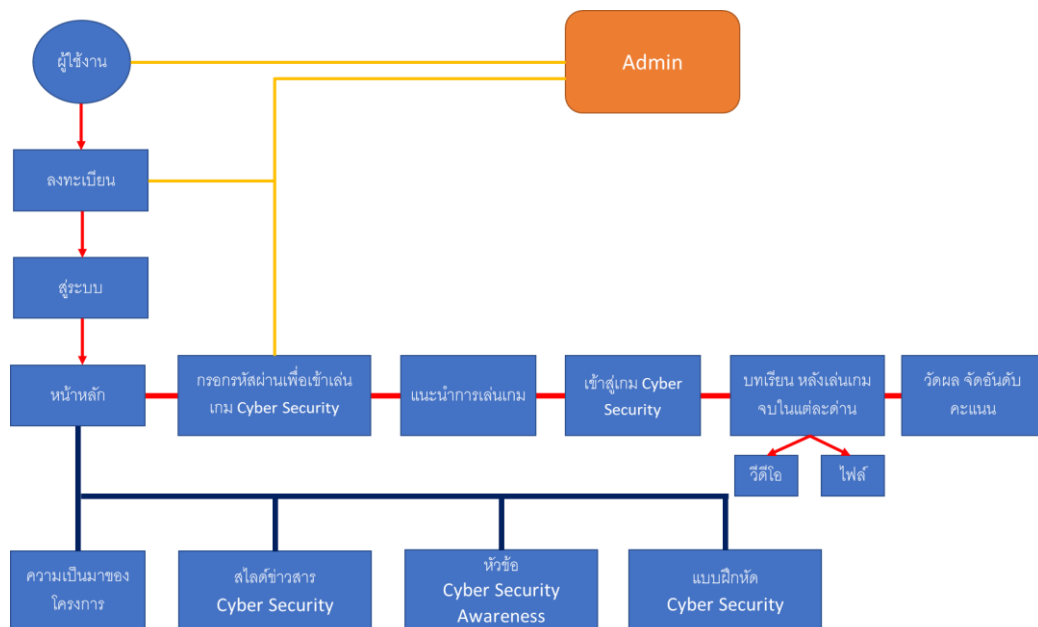 ผู้ใช้งาน
Admin
ลงทะเบียน
สู่ระบบ
หน้าหลัก
กรอกรหัสผ่านเพื่อเข้าเล่น
เกม Cyber Security
แนะนำการเล่นเกม
เข้าสู่เกม Cyber
Security
บทเรียน หลังเล่นเกม
จบในแต่ละด่าน
วัดผล จัดอันดับ
คะแนน
วีดีโอ
ไฟล์
ความเป็นมาของ
โครงการ
สไลด์ข่าวสาร
Cyber Security
หัวข้อ
Cyber Security
Awareness
แบบฝึกหัด
Cyber Security